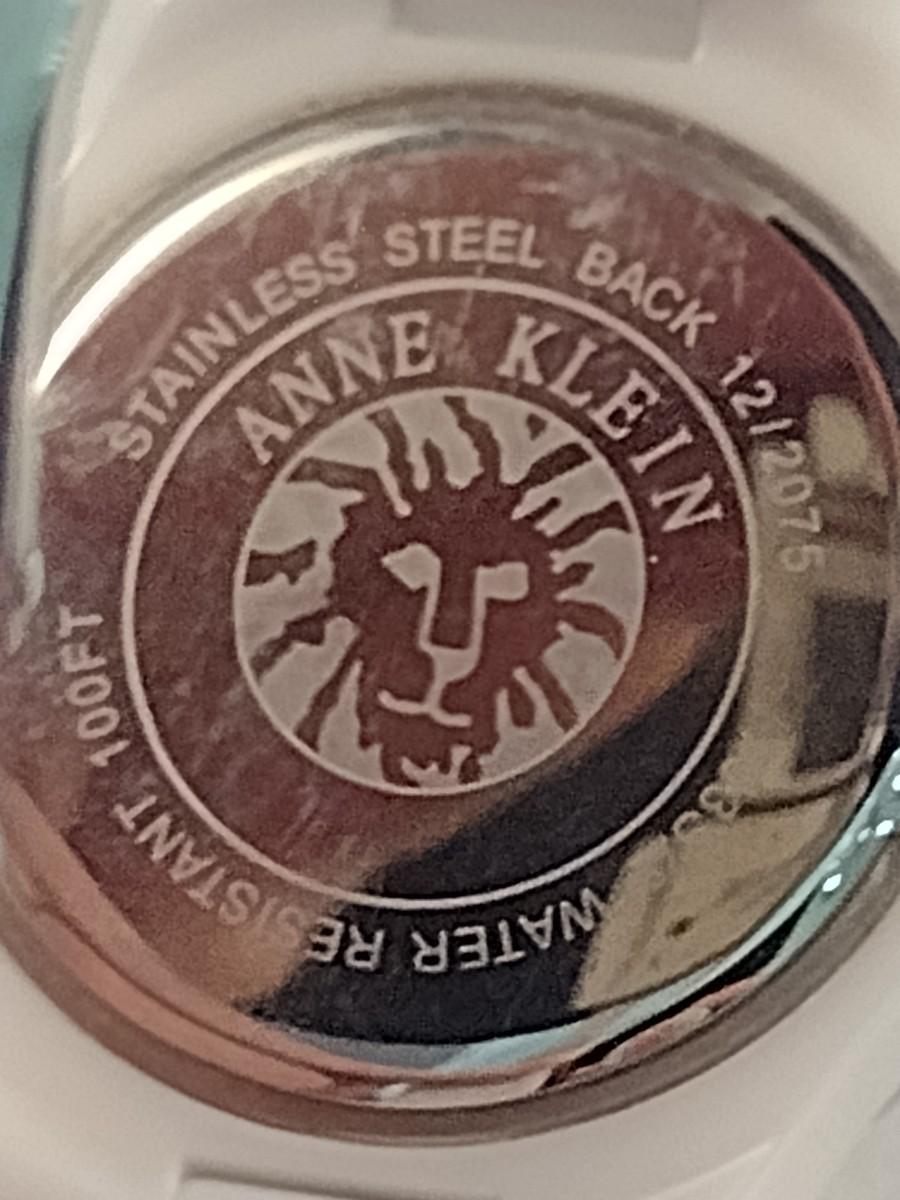 STAINLESS STEEL BACK 12/2075
WATER RESISTANT 100FT
ANNE KLEIN